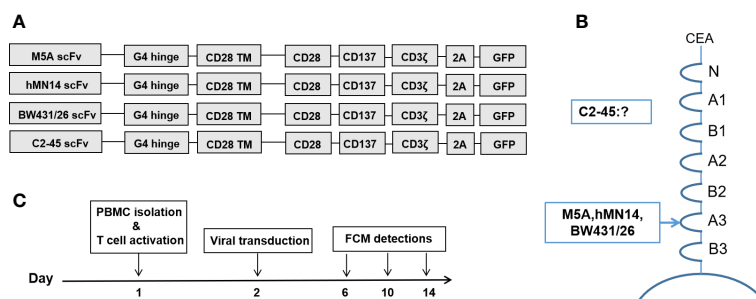 A
M5A scFv G4 hinge CD28 TM CD28 CD137 CD3ζ 2A GFP
hMN14 scFv G4 hinge CD28 TM CD28 CD137 CD3ζ 2A GFP
BW431/26 scFv G4 hinge CD28 TM CD28 CD137 CD3ζ 2A GFP
C2-45 scFv G4 hinge CD28 TM CD28 CD137 CD3ζ 2A GFP
B
CEA
N
A1
C2-45:?
B1
A2
B2
M5A,hMN14,
BW431/26
A3
B3
C
PBMC isolation
&
T cell activation
Viral transduction
FCM detections
Day
1 2 6 10 14